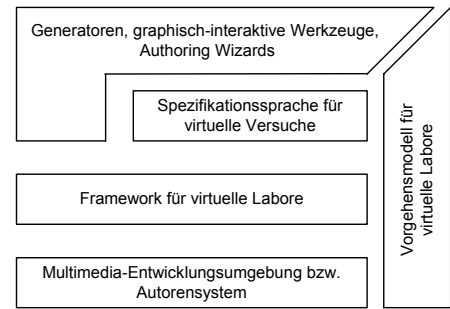 Generatoren, graphisch-interaktive Werkzeuge,
Authoring Wizards
Spezifikationssprache für
virtuelle Versuche
Framework für virtuelle Labore
Multimedia-Entwicklungsumgebung bzw.
Autorensystem
Vorgehensmodell für
virtuelle Labore